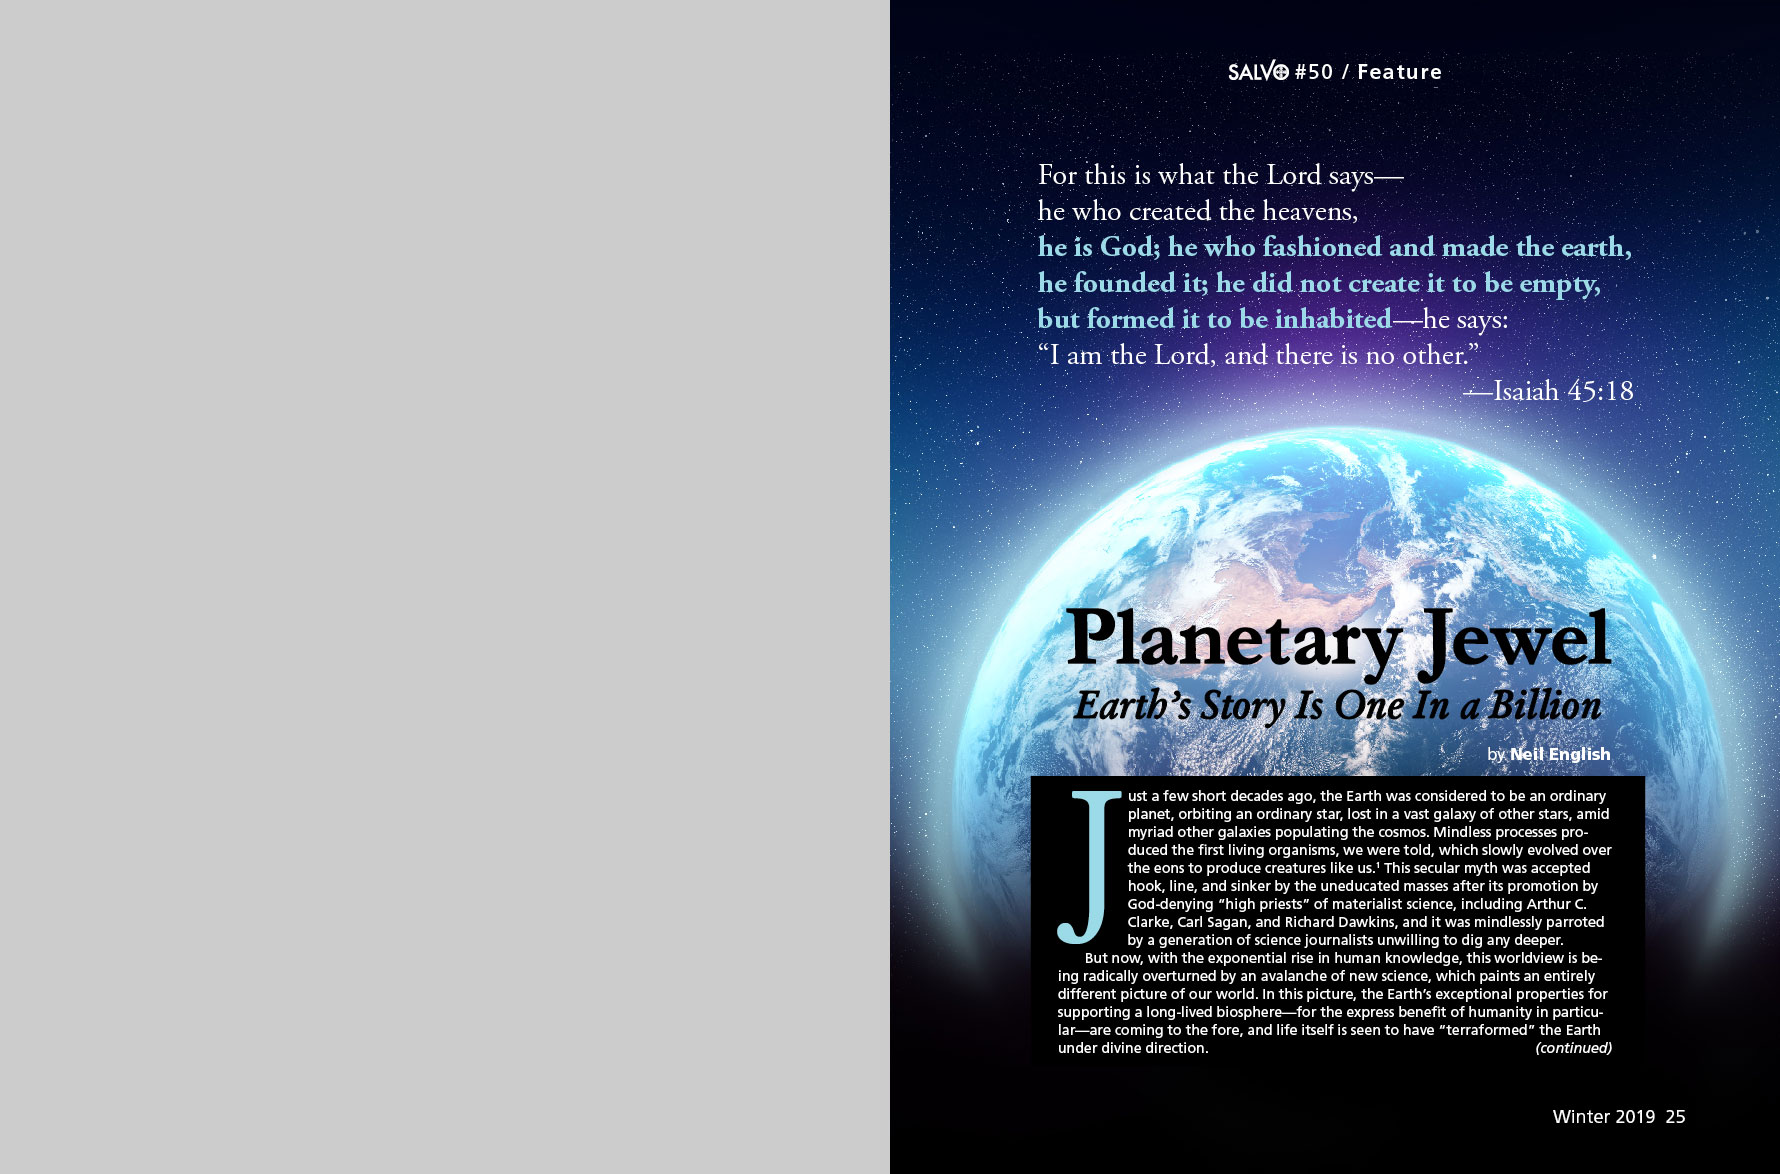 SALVO #50 / Feature
For this is what the Lord says—
he who created the heavens,
he is God; he who fashioned and made the earth,
he founded it; he did not create it to be empty,
but formed it to be inhabited—he says:
“I am the Lord, and there is no other.”
—Isaiah 45:18
Planetary Jewel
Earth’s Story Is One In a Billion
by Neil English
Just a few short decades ago, the Earth was considered to be an ordinary
planet, orbiting an ordinary star, lost in a vast galaxy of other stars, amid
myriad other galaxies populating the cosmos. Mindless processes pro-
duced the first living organisms, we were told, which slowly evolved over
the eons to produce creatures like us.¹ This secular myth was accepted
hook, line, and sinker by the uneducated masses after its promotion by
God-denying “high priests” of materialist science, including Arthur C.
Clarke, Carl Sagan, and Richard Dawkins, and it was mindlessly parroted
by a generation of science journalists unwilling to dig any deeper.
But now, with the exponential rise in human knowledge, this worldview is be-
ing radically overturned by an avalanche of new science, which paints an entirely
different picture of our world. In this picture, the Earth’s exceptional properties for
supporting a long-lived biosphere—for the express benefit of humanity in particu-
lar—are coming to the fore, and life itself is seen to have “terraformed” the Earth
under divine direction. (continued)
Winter 2019 25